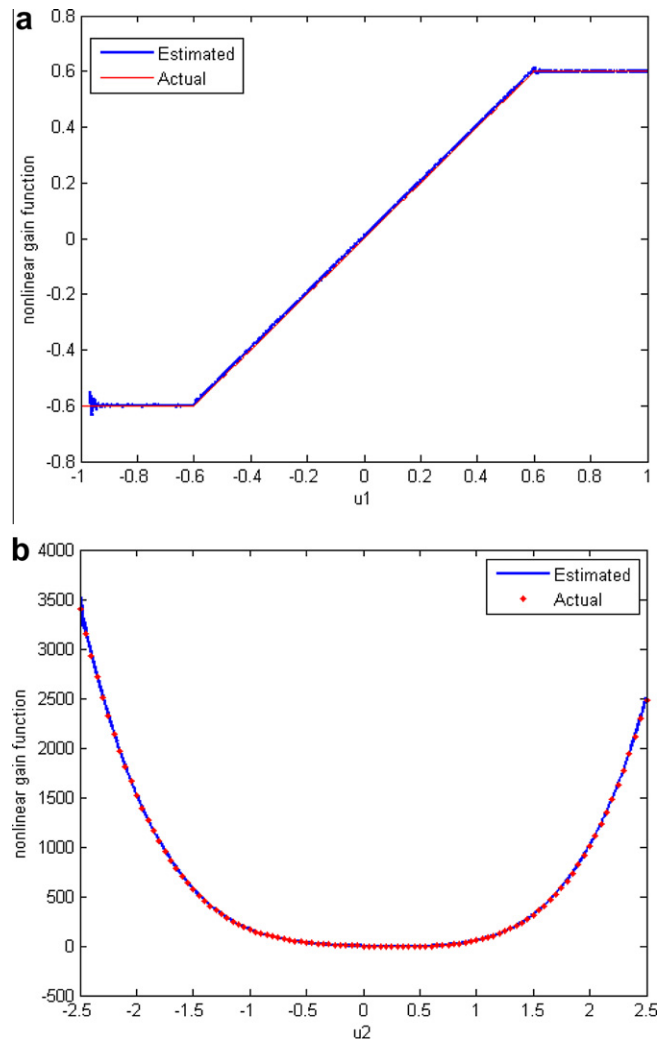 a
0.8
0.6
0.4
0.2
0
-0.2
-0.4
-0.6
-0.8
nonlinear gain function
Estimated
Actual
-1 -0.8 -0.6 -0.4 -0.2 0 0.2 0.4 0.6 0.8 1
u1
b
4000
3500
3000
2500
2000
1500
1000
500
0
-500
nonlinear gain function
Estimated
Actual
-2.5 -2 -1.5 -1 -0.5 0 0.5 1 1.5 2 2.5
u2